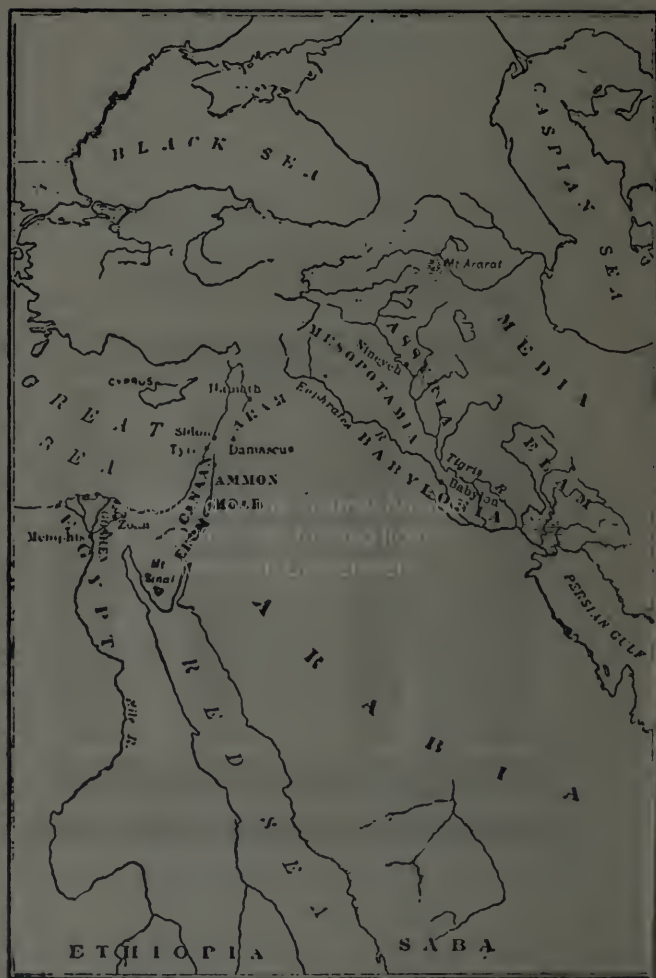 BLACK SEA
CASPIAN SEA
Mt Ararat
MEDIA
ASSYRIA
MESOPOTAMIA
Nineveh
GREAT SEA
CYPRUS
Hamath
ARAM
Sidon
Tyre
Damascus
Euphrates R
BABYLONIA
Tigris R
Babylon
ELAM
CANAAN
AMMON
MOAB
EDOM
Memphis
Zoan
GOSHEN
EGYPT
Mt Sinai
PERSIAN GULF
ARABIA
RED SEA
Nile R.
ETHIOPIA
SABA